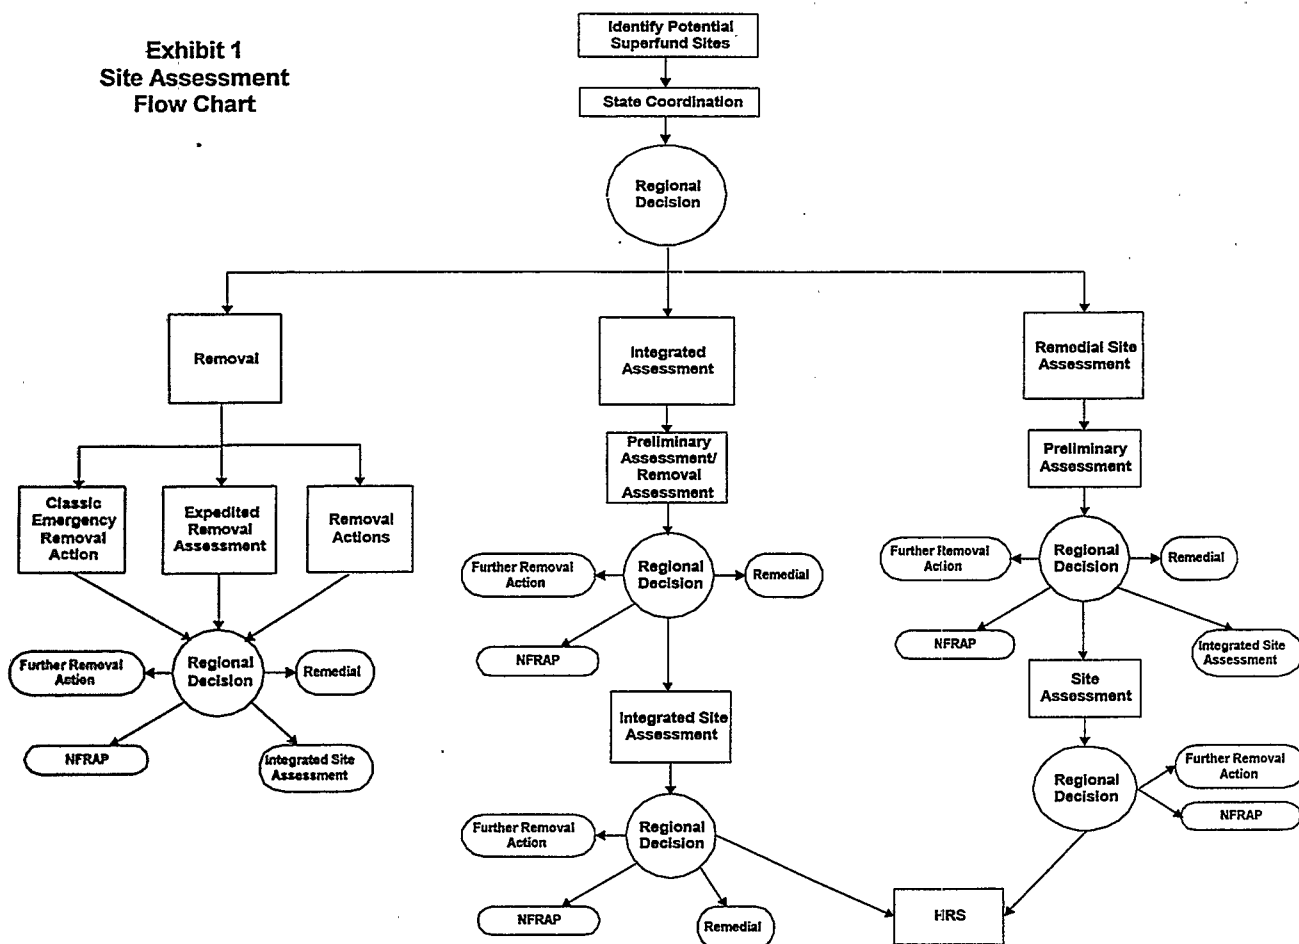 Exhibit 1
Site Assessment
Flow Chart
Identify Potential
Superfund Sites
State Coordination
Regional
Decision
Removal
Integrated
Assessment
Remedial Site
Assessment
Classic
Emergency
Removal
Action
Expedited
Removal
Assessment
Removal
Actions
Preliminary
Assessment/
Removal
Assessment
Preliminary
Assessment
Further Removal
Action
Regional
Decision
Remedial
NFRAP
Integrated Site
Assessment
Further Removal
Action
Regional
Decision
Remedial
NFRAP
Integrated Site
Assessment
Further Removal
Action
Regional
Decision
NFRAP
Remedial
Further Removal
Action
Regional
Decision
Remedial
NFRAP
Integrated Site
Assessment
Site
Assessment
Regional
Decision
Further Removal
Action
NFRAP
HRS